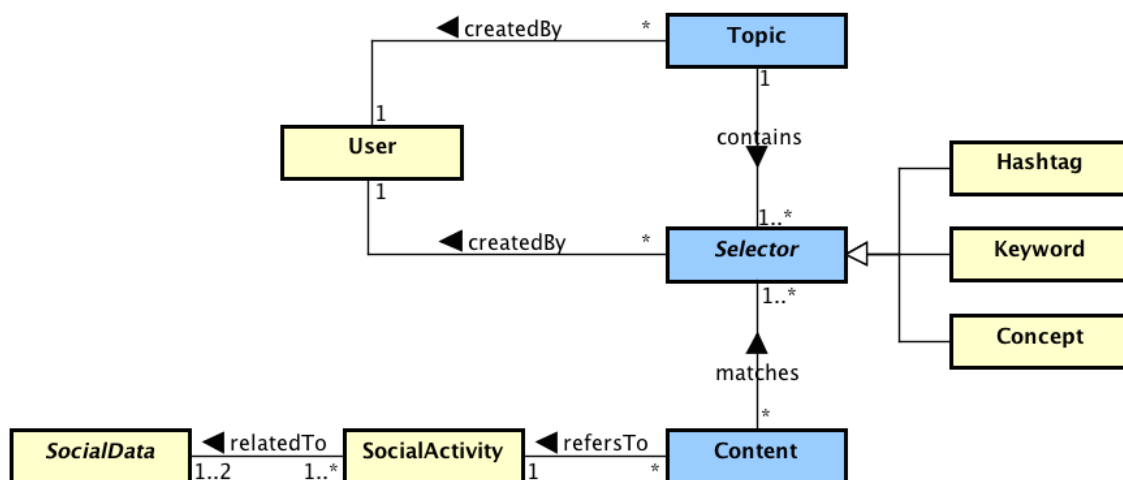 createdBy
*
Topic
1
1
contains
User
Hashtag
1
1..*
createdBy
*
Selector
Keyword
1..*
Concept
matches
*
SocialData
relatedTo
SocialActivity
refersTo
Content
1..2
1..*
1
*